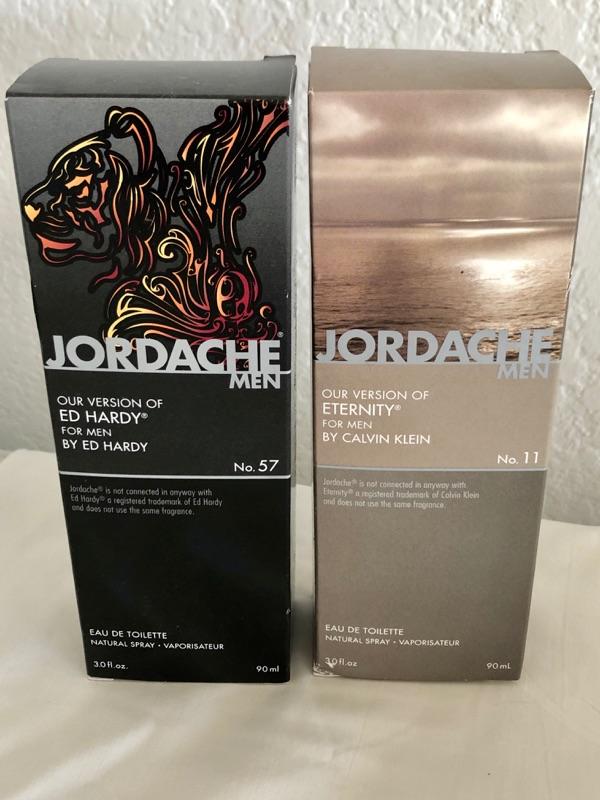 JORDACHE®
MEN
OUR VERSION OF
ED HARDY®
FOR MEN
BY ED HARDY
No. 57
Jordache® is not connected in anyway with
Ed Hardy® a registered trademark of Ed Hardy
and does not use the same fragrance.
EAU DE TOILETTE
NATURAL SPRAY • VAPORISATEUR
3.0 fl.oz. 90 ml
JORDACHE
MEN
OUR VERSION OF
ETERNITY®
FOR MEN
BY CALVIN KLEIN
No. 11
Jordache® is not connected in anyway with
Eternity® a registered trademark of Calvin Klein
and does not use the same fragrance.
EAU DE TOILETTE
NATURAL SPRAY • VAPORISATEUR
3.0 fl.oz 90 mL